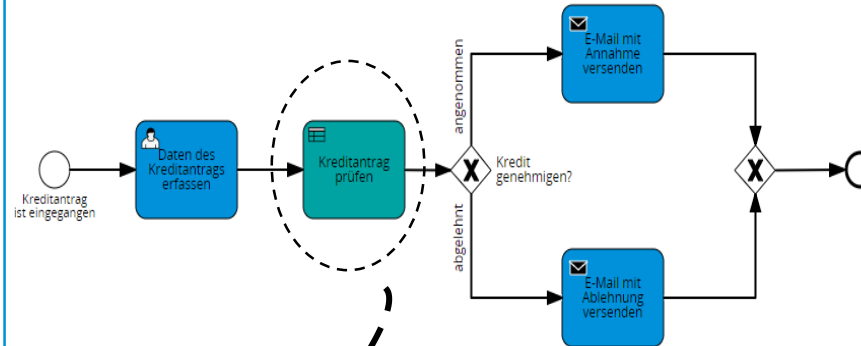 Kreditantrag
ist eingegangen
Daten des
Kreditantrags
erfassen
Kreditantrag
prüfen
Kredit
genehmigen?
angenommen
abgelehnt
E-Mail mit
Annahme
versenden
E-Mail mit
Ablehnung
versenden